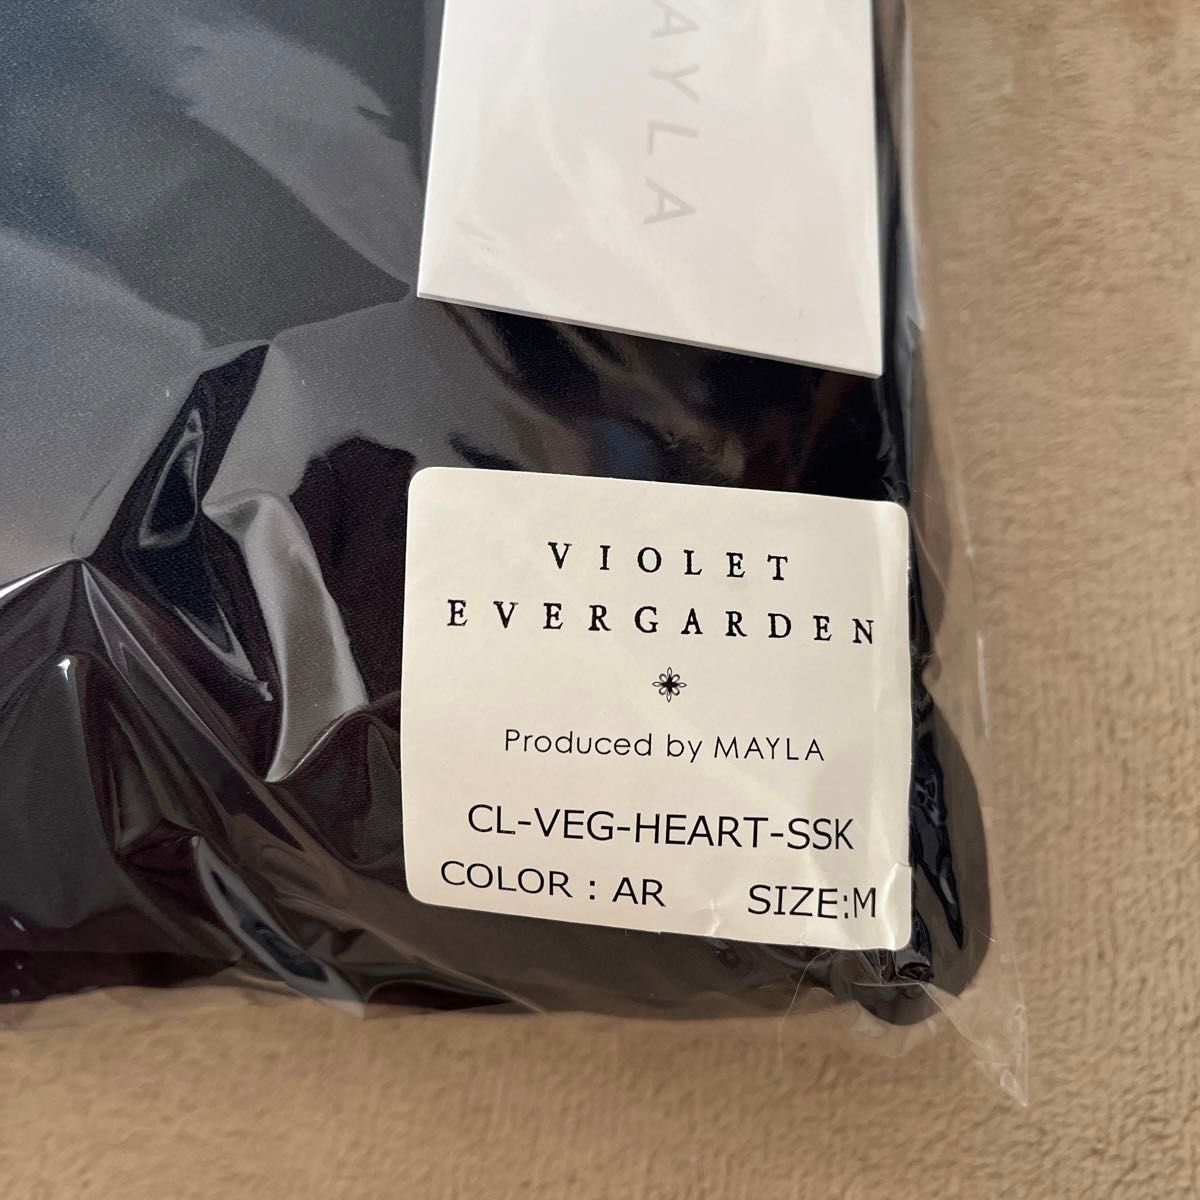 AYLA
VIOLET
EVERGARDEN
Produced by MAYLA
CL-VEG-HEART-SSK
COLOR : AR SIZE:M